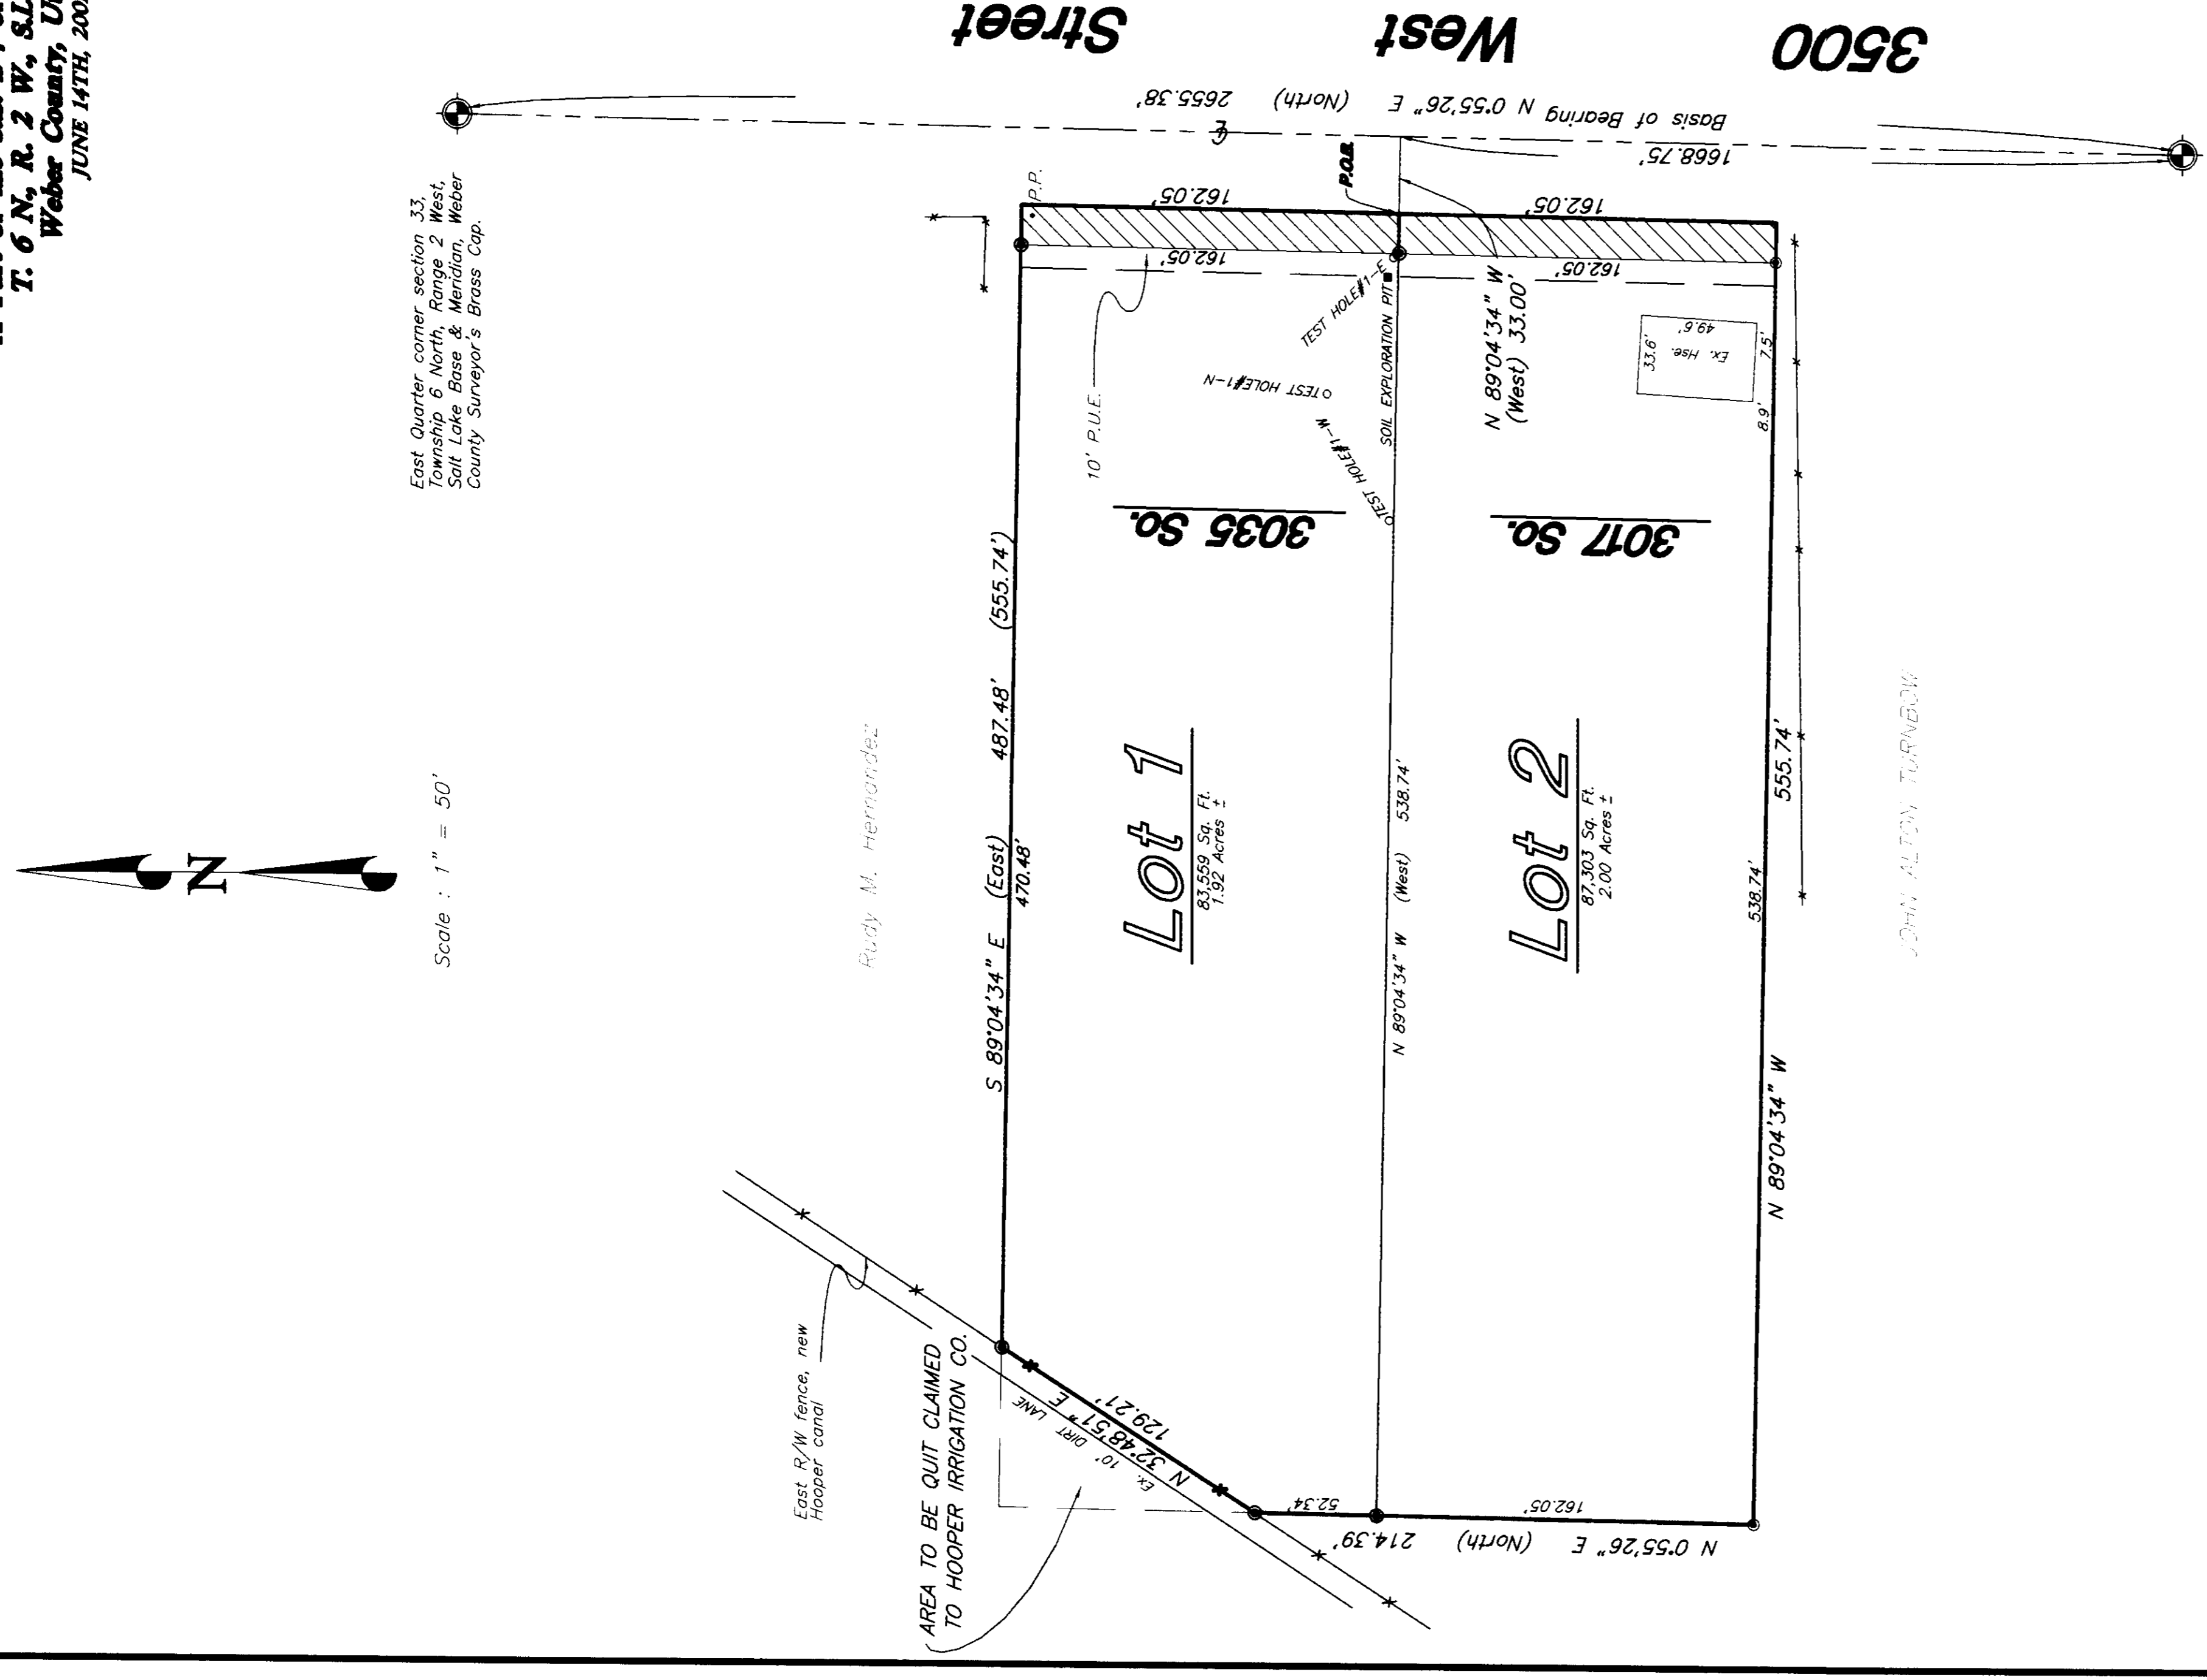 T. 6 N., R. 2 W., S.L
Weber County, U
JUNE 14TH, 200
3500 West Street
East Quarter corner section 33,
Township 6 North, Range 2 West,
Salt Lake Base & Meridian, Weber
County Surveyor's Brass Cap.
Basis of Bearing N 0°55'26" E (North) 2655.38'
1668.75'
P.O.B.
P.P.
162.05'
162.05'
162.05'
162.05'
10' P.U.E.
TEST HOLE#1-E
TEST HOLE#1-N
TEST HOLE#1-W
SOIL EXPLORATION PIT
N 89°04'34" W
(West) 33.00'
33.6'
49.6'
Ex. Hse.
7.5'
8.9'
3035 So.
3017 So.
N
Scale : 1" = 50'
Rudy M. Hernandez
S 89°04'34" E (East) 487.48' (555.74')
470.48'
Lot 1
83,559 Sq. Ft.
1.92 Acres ±
N 89°04'34" W (West) 538.74'
Lot 2
87,303 Sq. Ft.
2.00 Acres ±
538.74'
N 89°04'34" W 555.74'
JOHN ALTON TURNBOW
East R/W fence, new
Hooper canal
AREA TO BE QUIT CLAIMED
TO HOOPER IRRIGATION CO.
Ex. 10' DIRT LANE
N 32°48'51" E
129.21'
52.34'
162.05'
N 0°55'26" E (North) 214.39'